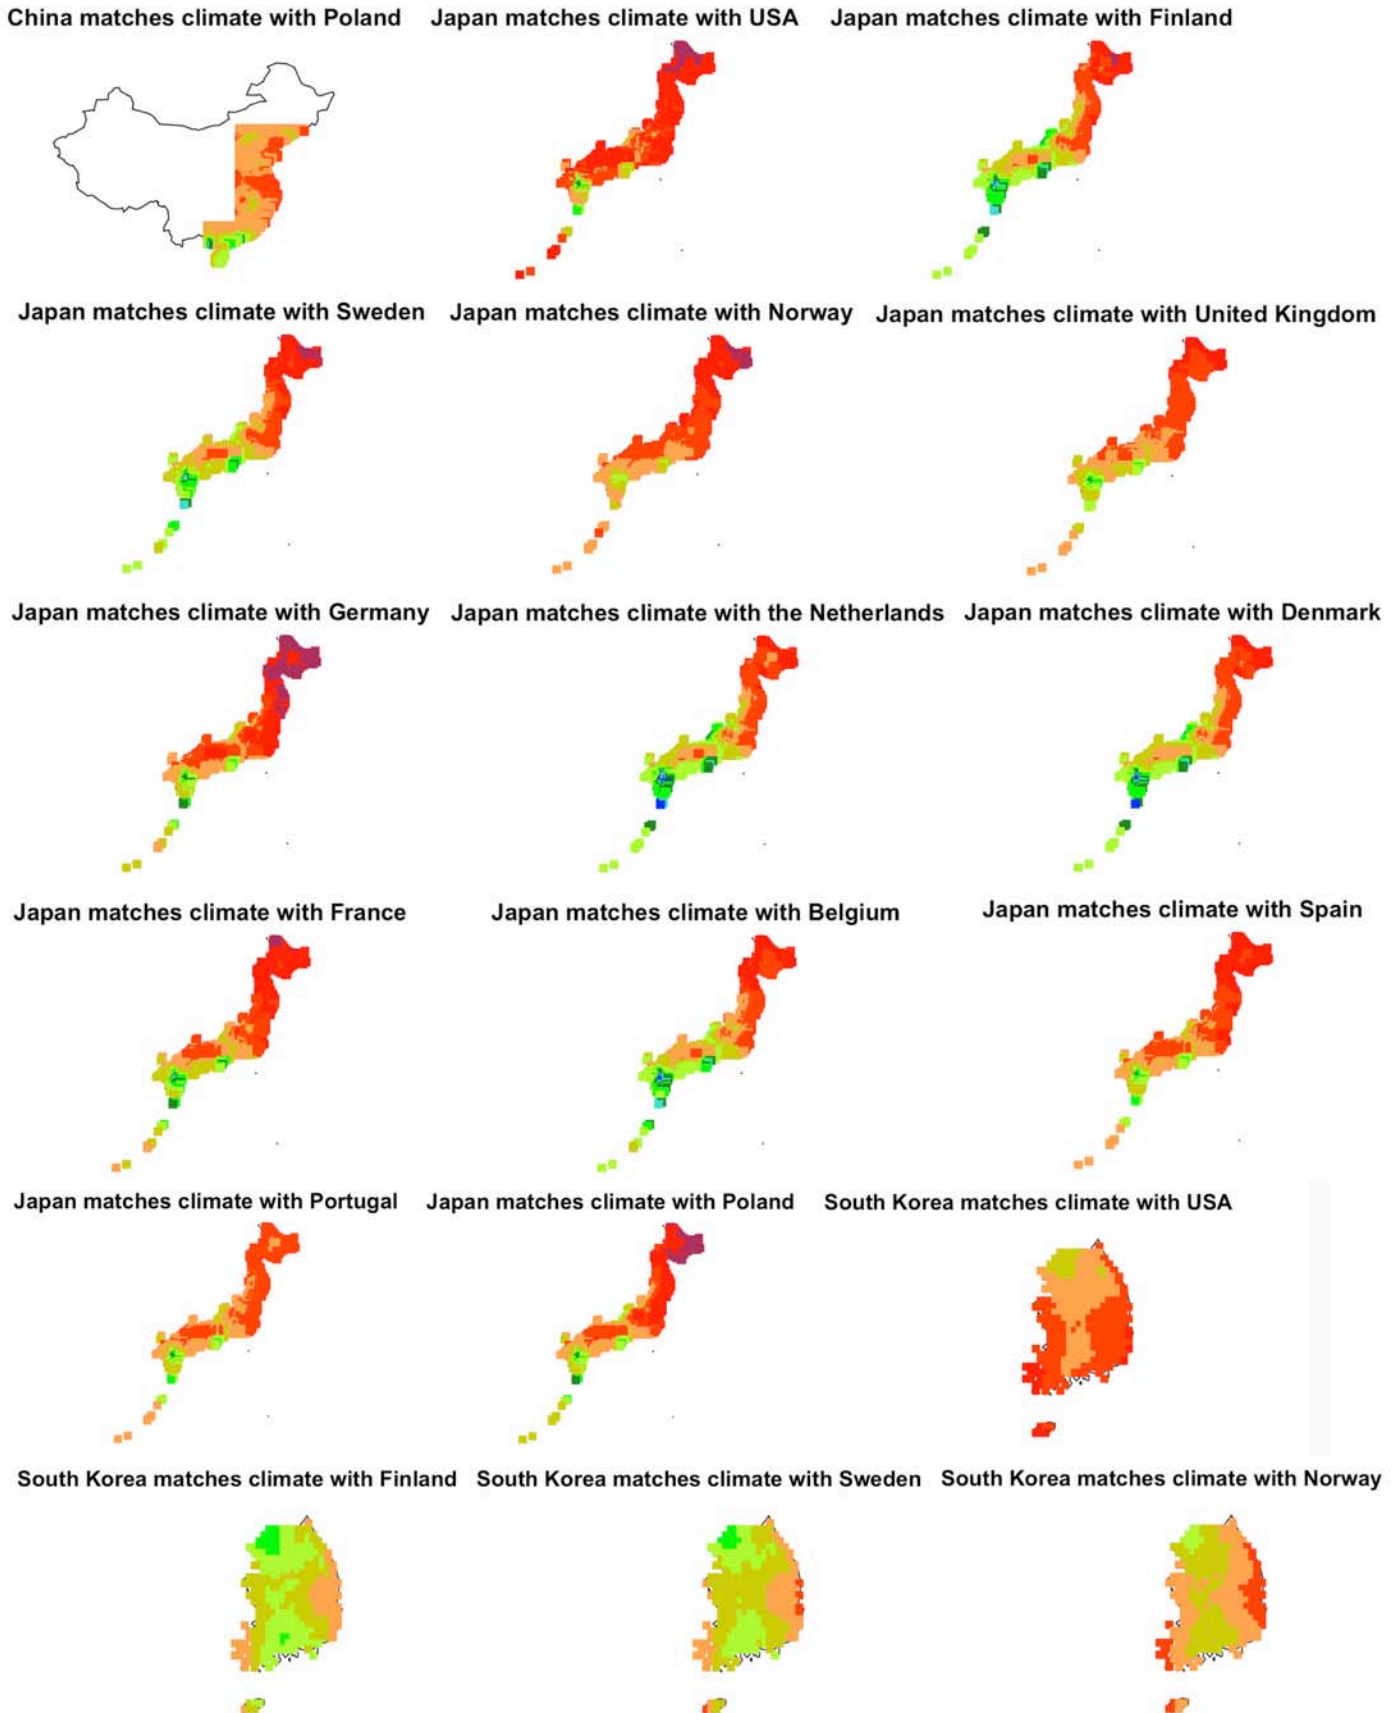 China matches climate with Poland
Japan matches climate with USA
Japan matches climate with Finland
Japan matches climate with Sweden
Japan matches climate with Norway
Japan matches climate with United Kingdom
Japan matches climate with Germany
Japan matches climate with the Netherlands
Japan matches climate with Denmark
Japan matches climate with France
Japan matches climate with Belgium
Japan matches climate with Spain
Japan matches climate with Portugal
Japan matches climate with Poland
South Korea matches climate with USA
South Korea matches climate with Finland
South Korea matches climate with Sweden
South Korea matches climate with Norway